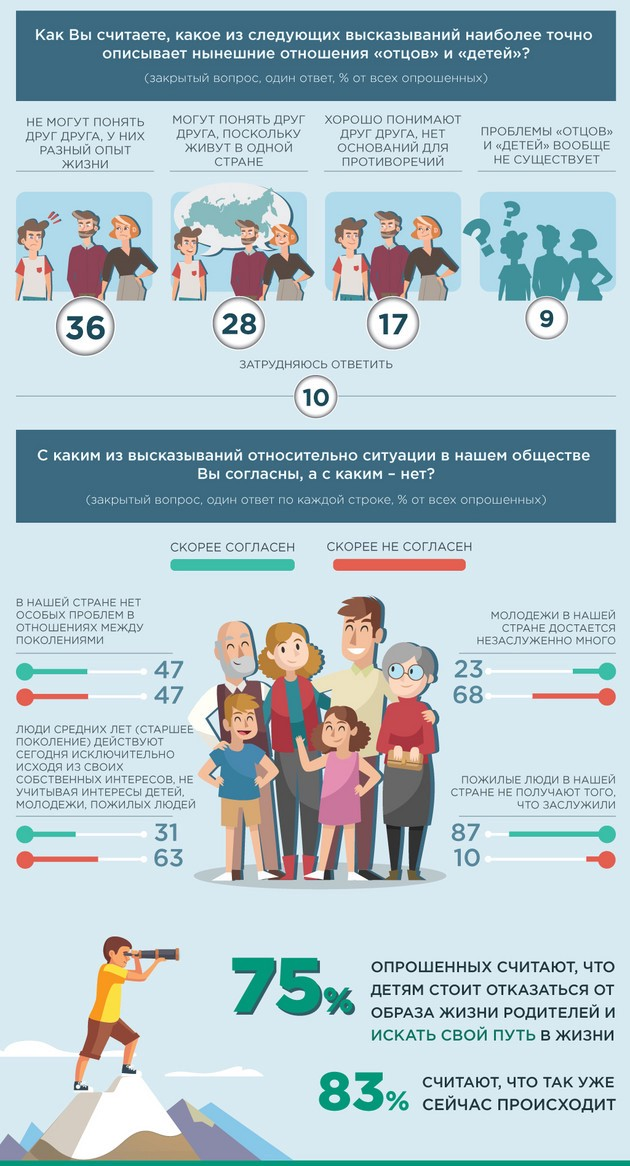 Как Вы считаете, какое из следующих высказываний наиболее точно
описывает нынешние отношения «отцов» и «детей»?
(закрытый вопрос, один ответ, % от всех опрошенных)
НЕ МОГУТ ПОНЯТЬ
ДРУГ ДРУГА, У НИХ
РАЗНЫЙ ОПЫТ
ЖИЗНИ
МОГУТ ПОНЯТЬ ДРУГ
ДРУГА, ПОСКОЛЬКУ
ЖИВУТ В ОДНОЙ
СТРАНЕ
ХОРОШО ПОНИМАЮТ
ДРУГ ДРУГА, НЕТ
ОСНОВАНИЙ ДЛЯ
ПРОТИВОРЕЧИЙ
ПРОБЛЕМЫ «ОТЦОВ»
И «ДЕТЕЙ» ВООБЩЕ
НЕ СУЩЕСТВУЕТ
? ?
36
28
17
9
ЗАТРУДНЯЮСЬ ОТВЕТИТЬ
10
С каким из высказываний относительно ситуации в нашем обществе
Вы согласны, а с каким – нет?
(закрытый вопрос, один ответ по каждой строке, % от всех опрошенных)
СКОРЕЕ СОГЛАСЕН
СКОРЕЕ НЕ СОГЛАСЕН
В НАШЕЙ СТРАНЕ НЕТ
ОСОБЫХ ПРОБЛЕМ В
ОТНОШЕНИЯХ МЕЖДУ
ПОКОЛЕНИЯМИ
47
47
МОЛОДЕЖИ В НАШЕЙ
СТРАНЕ ДОСТАЕТСЯ
НЕЗАСЛУЖЕННО МНОГО
23
68
ЛЮДИ СРЕДНИХ ЛЕТ (СТАРШЕЕ
ПОКОЛЕНИЕ) ДЕЙСТВУЮТ
СЕГОДНЯ ИСКЛЮЧИТЕЛЬНО
ИСХОДЯ ИЗ СВОИХ
СОБСТВЕННЫХ ИНТЕРЕСОВ, НЕ
УЧИТЫВАЯ ИНТЕРЕСЫ ДЕТЕЙ,
МОЛОДЕЖИ, ПОЖИЛЫХ ЛЮДЕЙ
31
63
ПОЖИЛЫЕ ЛЮДИ В НАШЕЙ
СТРАНЕ НЕ ПОЛУЧАЮТ ТОГО,
ЧТО ЗАСЛУЖИЛИ
87
10
75%
ОПРОШЕННЫХ СЧИТАЮТ, ЧТО
ДЕТЯМ СТОИТ ОТКАЗАТЬСЯ ОТ
ОБРАЗА ЖИЗНИ РОДИТЕЛЕЙ И
ИСКАТЬ СВОЙ ПУТЬ В ЖИЗНИ
83%
СЧИТАЮТ, ЧТО ТАК УЖЕ
СЕЙЧАС ПРОИСХОДИТ